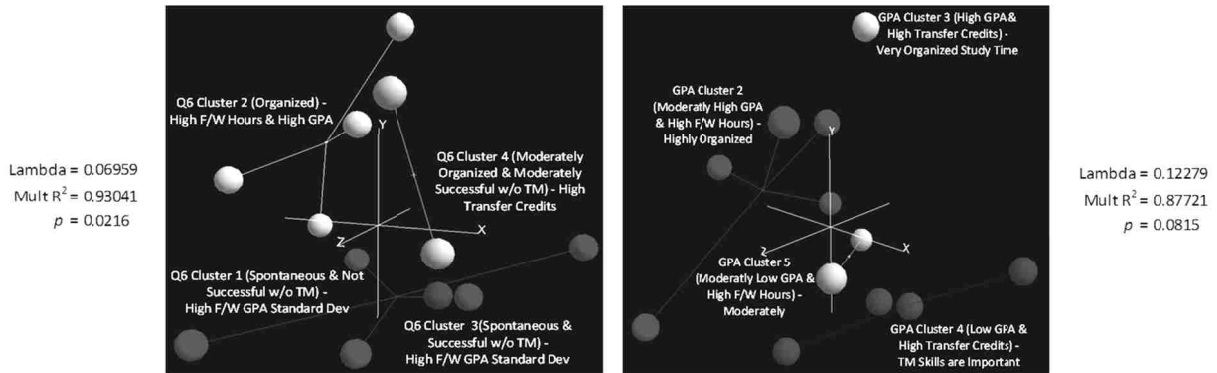 Lambda = 0.06959
Mult R² = 0.93041
p = 0.0216
Q6 Cluster 2 (Organized) -
High F/W Hours & High GPA
Y
Q6 Cluster 4 (Moderately
Organized & Moderately
Successful w/o TM) - High
Transfer Credits
X
Z
Q6 Cluster 1 (Spontaneous & Not
Successful w/o TM) -
High F/W GPA Standard Dev
Q6 Cluster 3(Spontaneous &
Successful w/o TM) -
High F/W GPA Standard Dev
GPA Cluster 3 (High GPA&
High Transfer Credits) -
Very Organized Study Time
GPA Cluster 2
(Moderatly High GPA
& High F/W Hours) -
Highly Organized
Y
X
Z
GPA Cluster 5
(Moderatly Low GPA &
High F/W Hours) -
Moderately
GPA Cluster 4 (Low GPA &
High Transfer Credits) -
TM Skills are Important
Lambda = 0.12279
Mult R² = 0.87721
p = 0.0815